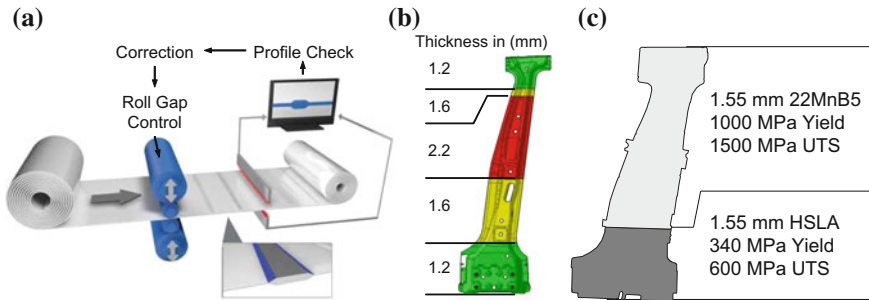 (a)
Correction
Profile Check
Roll Gap
Control
(b)
Thickness in (mm)
1.2
1.6
2.2
1.6
1.2
(c)
1.55 mm 22MnB5
1000 MPa Yield
1500 MPa UTS
1.55 mm HSLA
340 MPa Yield
600 MPa UTS